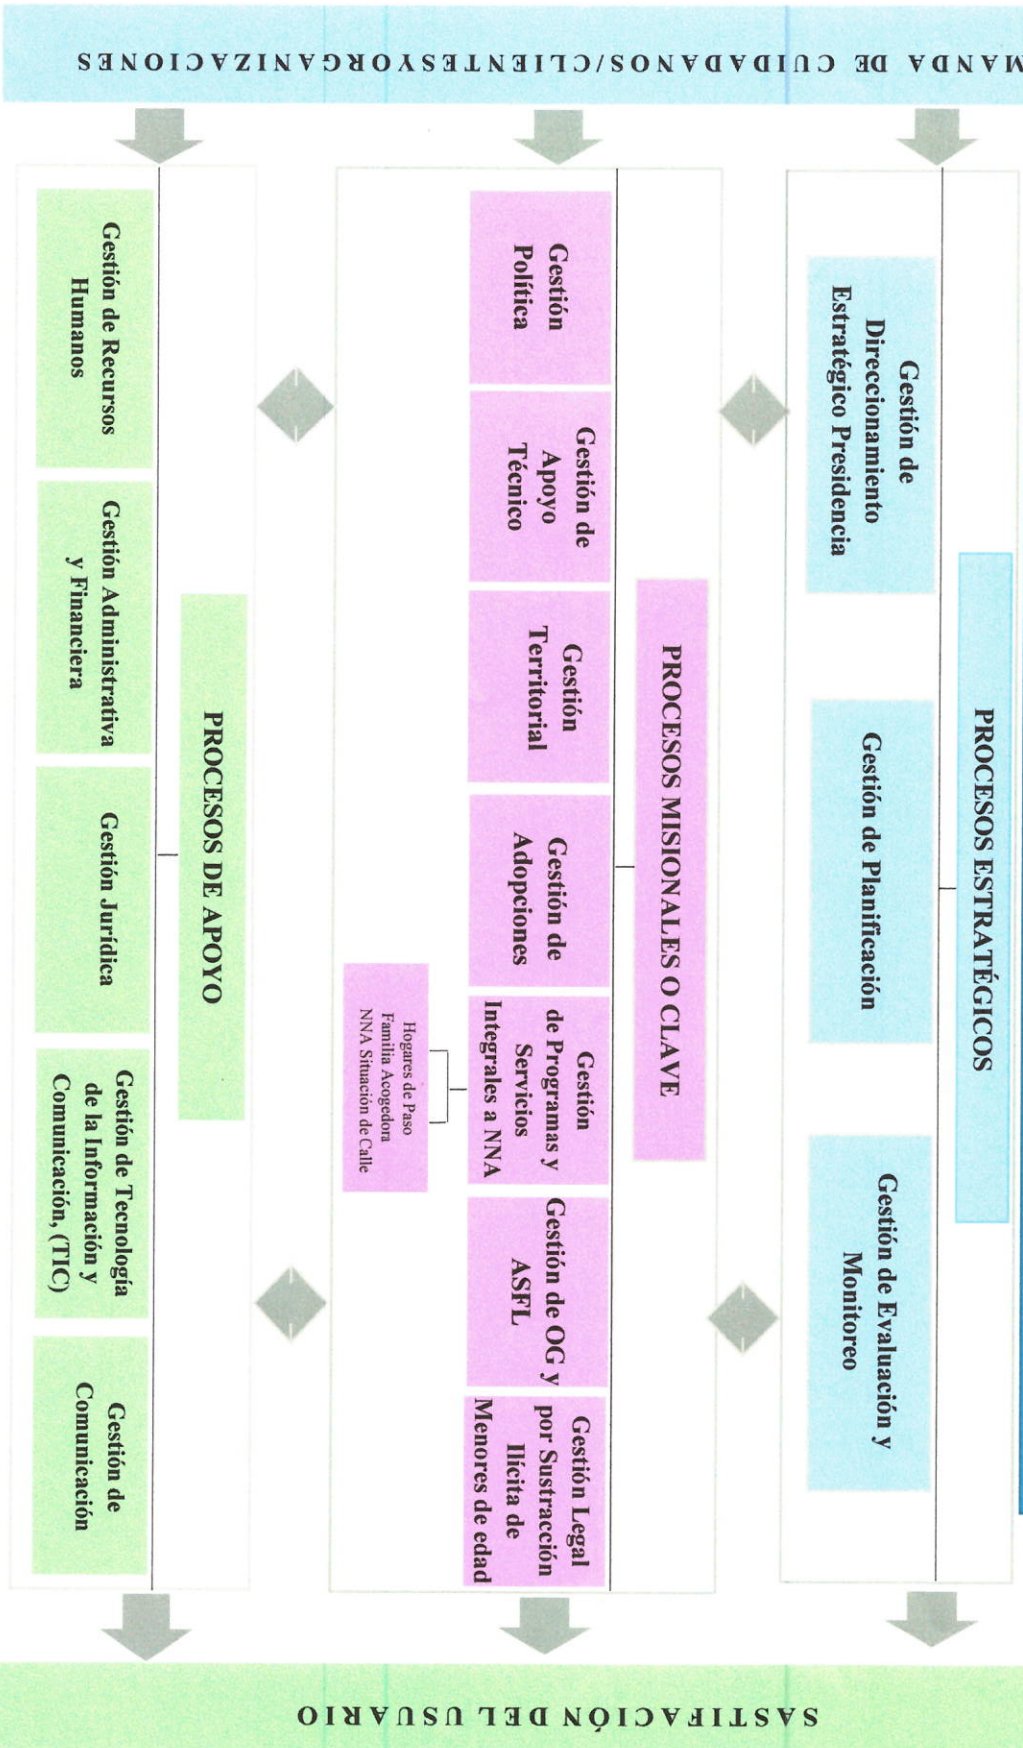 MANDA DE CUIDADANOS/CLIENTESYORGANIZACIONES
PROCESOS ESTRATÉGICOS
Gestión de
Direccionamiento
Estratégico Presidencia
Gestión de Planificación
Gestión de Evaluación y
Monitoreo
PROCESOS MISIONALES O CLAVE
Gestión
Política
Gestión de
Apoyo
Técnico
Gestión
Territorial
Gestión de
Adopciones
Gestión
de Programas y
Servicios
Integrales a NNA
Gestión de OG y
ASFL
Gestión Legal
por Sustracción
Ilícita de
Menores de edad
Hogares de Paso
Familia Acogedora
NNA Situación de Calle
PROCESOS DE APOYO
Gestión de Recursos
Humanos
Gestión Administrativa
y Financiera
Gestión Jurídica
Gestión de Tecnología
de la Información y
Comunicación, (TIC)
Gestión de
Comunicación
SASTIFACIÓN DEL USUARIO